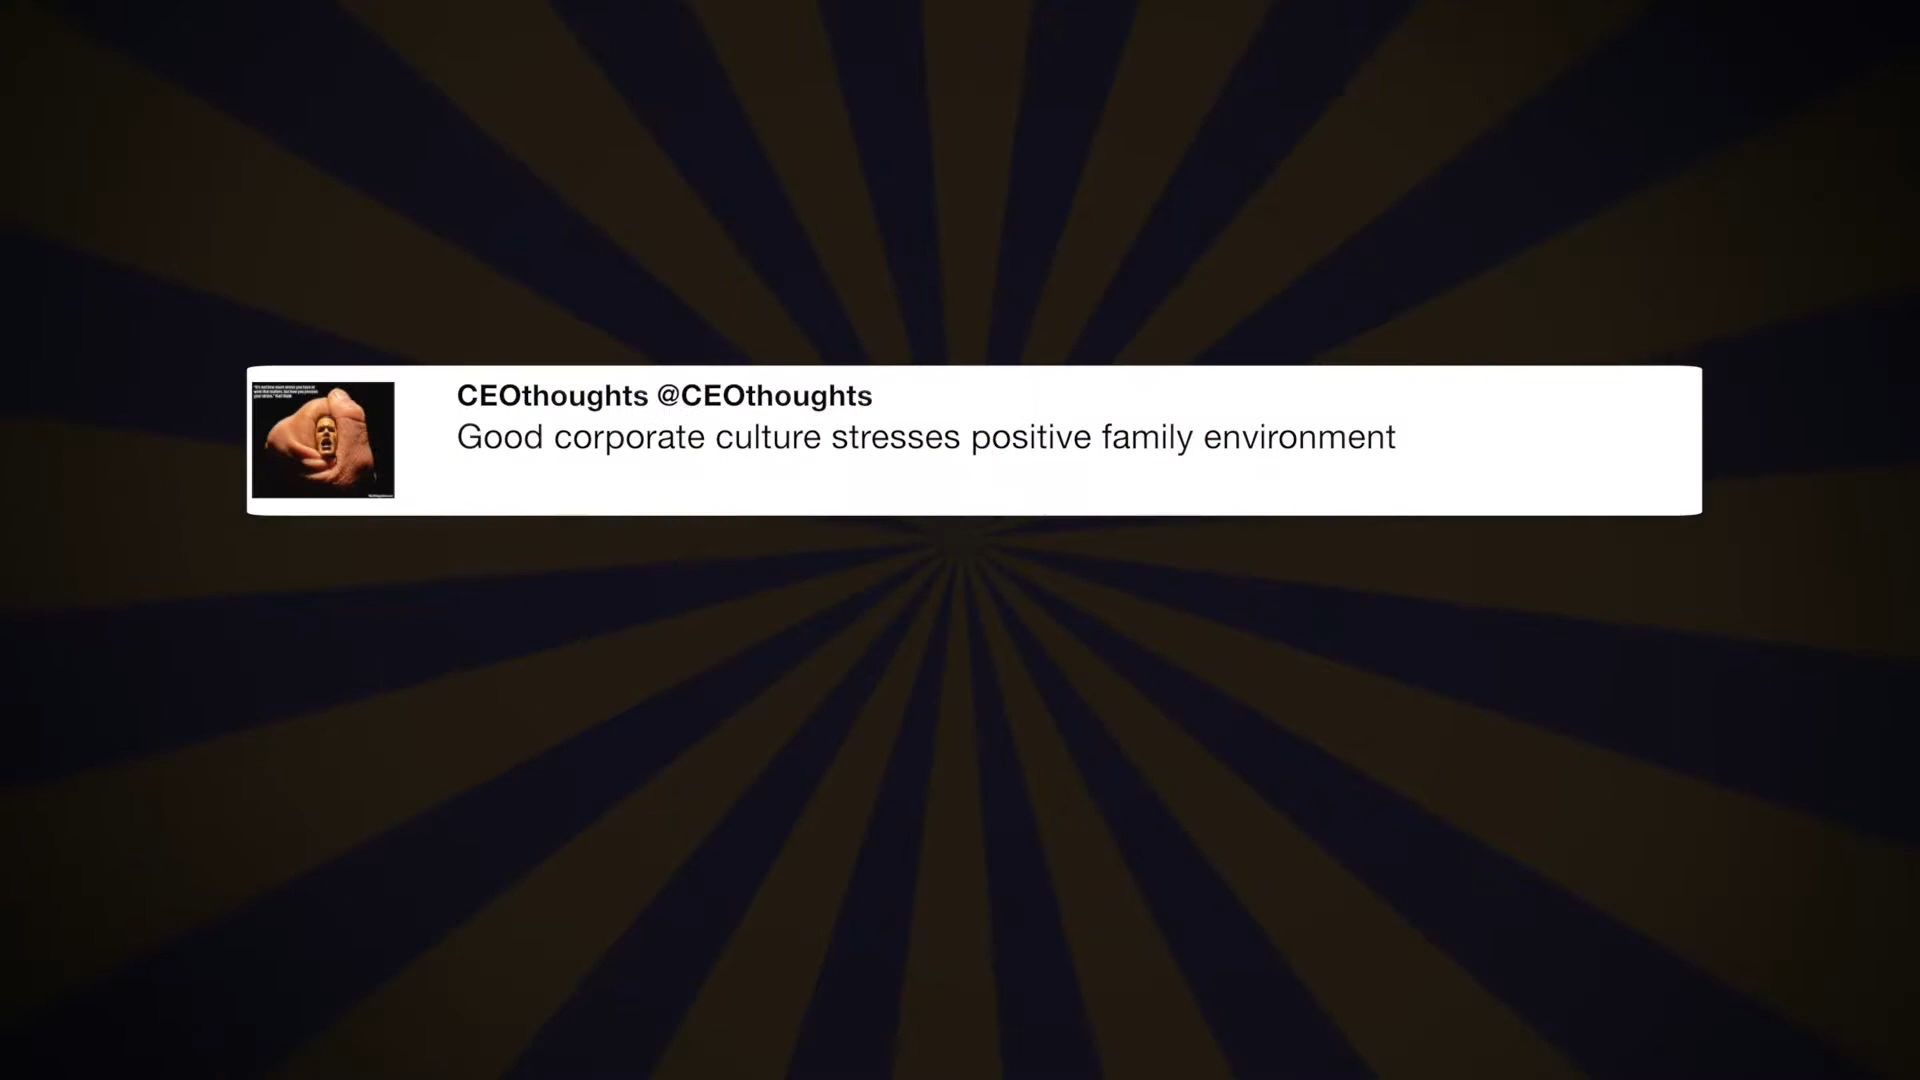 CEOthoughts @CEOthoughts
Good corporate culture stresses positive family environment